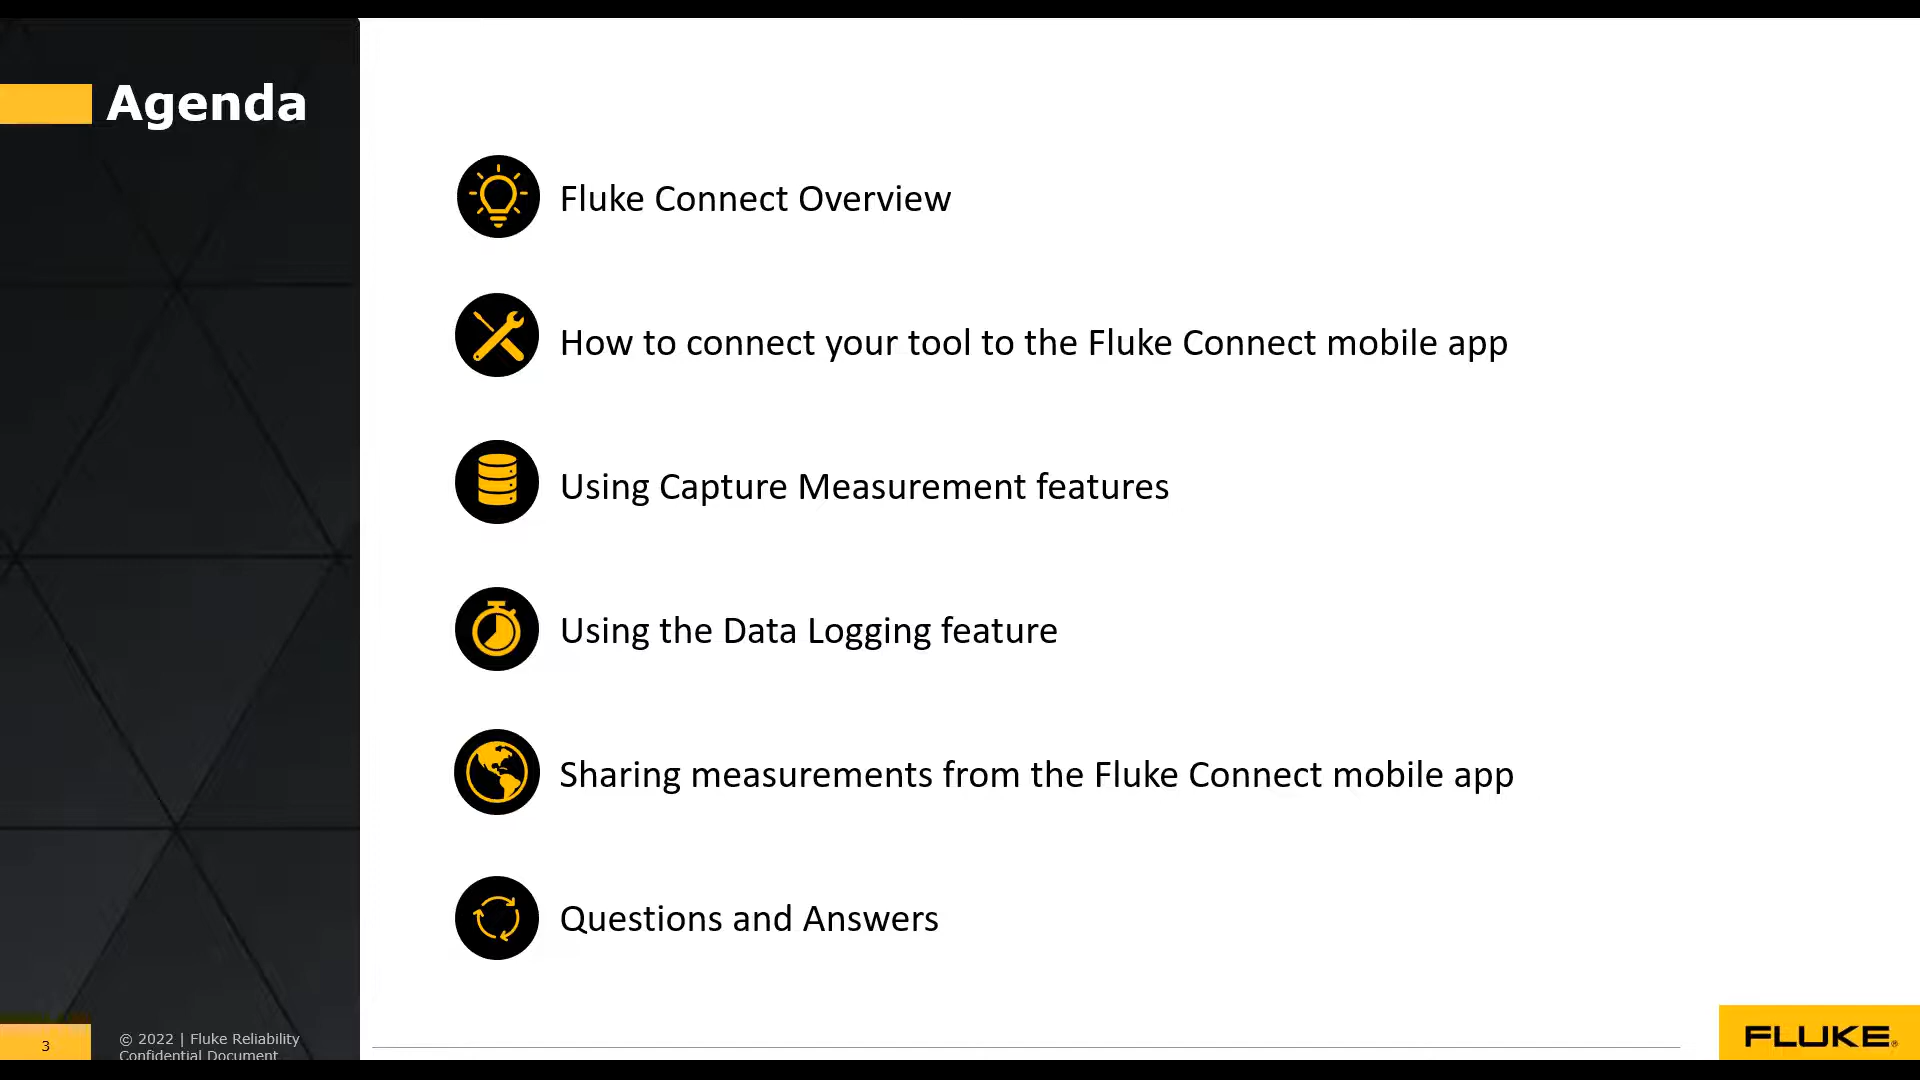 Agenda
Fluke Connect Overview
How to connect your tool to the Fluke Connect mobile app
Using Capture Measurement features
Using the Data Logging feature
Sharing measurements from the Fluke Connect mobile app
Questions and Answers
3
© 2022 | Fluke Reliability
Confidential Document
FLUKE®